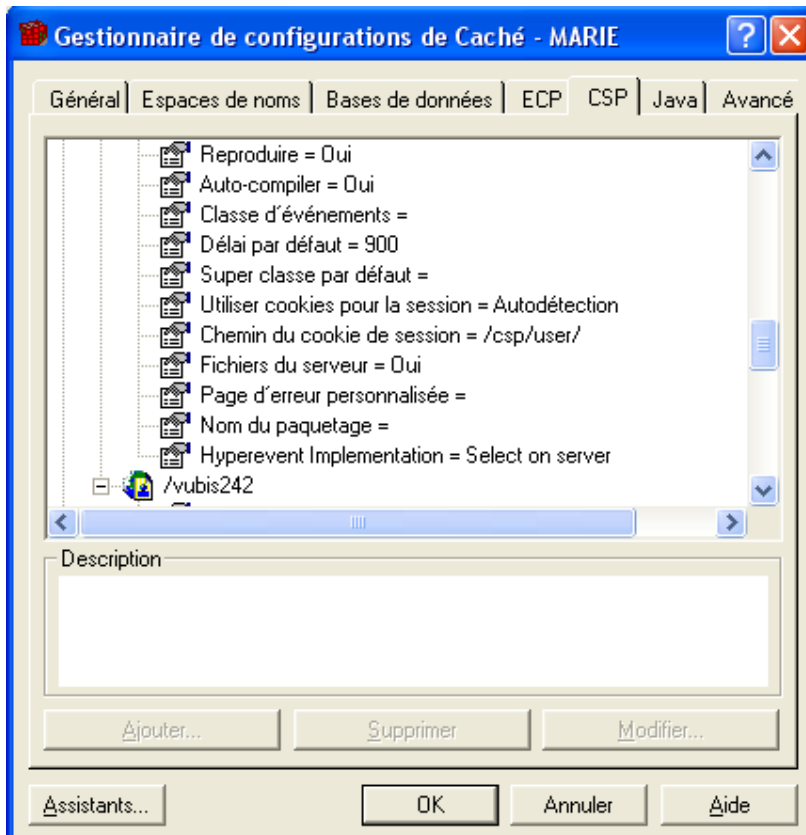 Gestionnaire de configurations de Caché - MARIE
Général Espaces de noms Bases de données ECP CSP Java Avancé
Reproduire = Oui
Auto-compiler = Oui
Classe d´événements =
Délai par défaut = 900
Super classe par défaut =
Utiliser cookies pour la session = Autodétection
Chemin du cookie de session = /csp/user/
Fichiers du serveur = Oui
Page d´erreur personnalisée =
Nom du paquetage =
Hyperevent Implementation = Select on server
/vubis242
Description
Ajouter... Supprimer Modifier...
Assistants... OK Annuler Aide